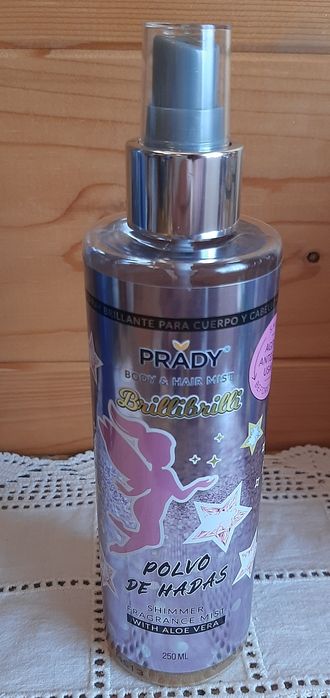 BRILLANTE PARA CUERPO Y
PRADY
BODY & HAIR MIST
Brillibrilli
POLVO
DE HADAS
SHIMMER
FRAGRANCE MIST
WITH ALOE VERA
250 ML